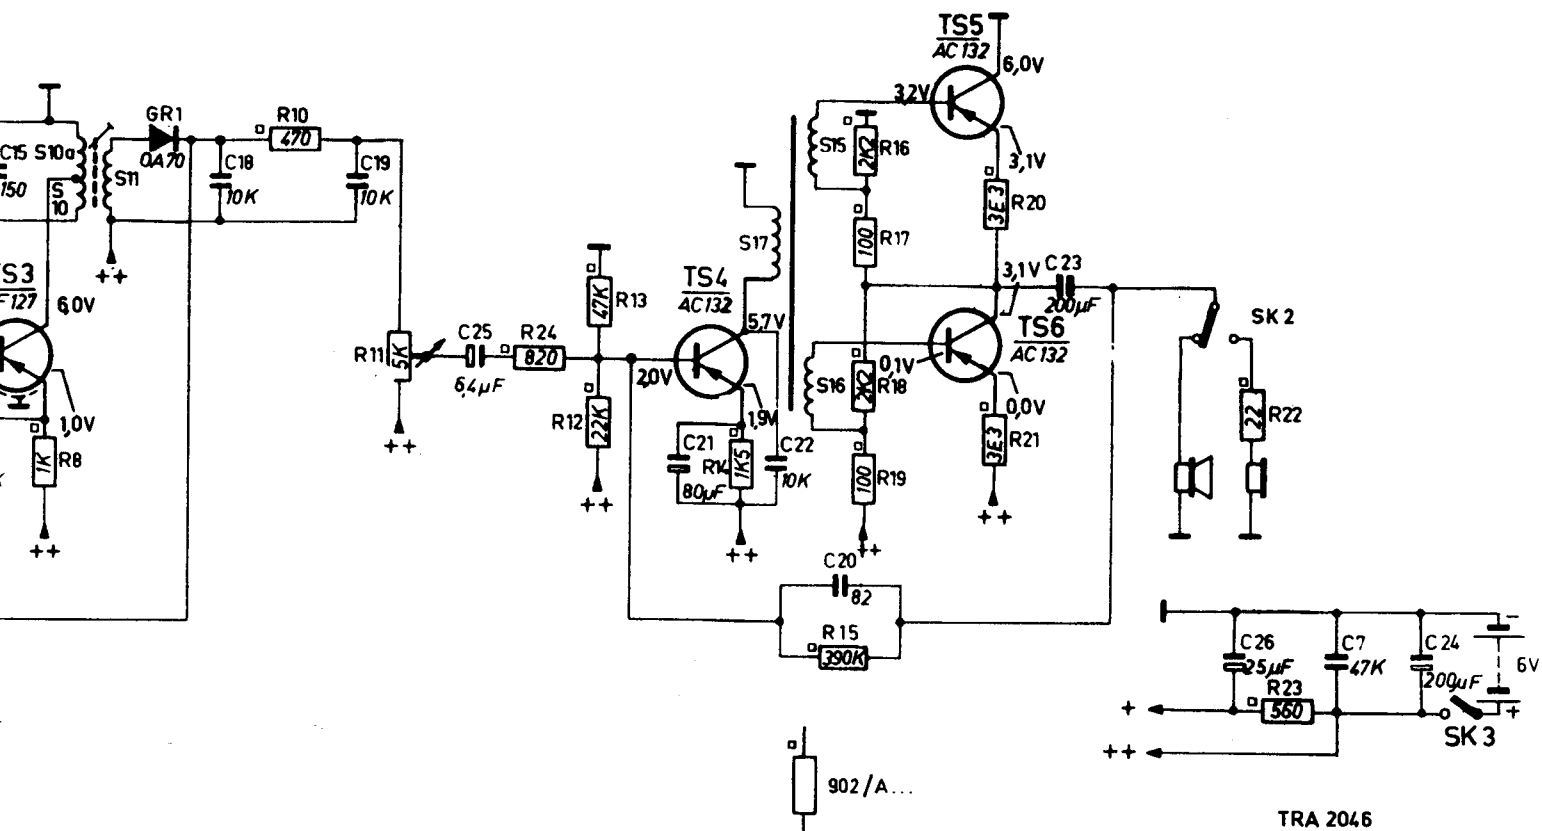 TS5
AC132
6,0V
3,2V
GR1
OA70
R10
470
C15
150
S10a
S
10
S11
C18
10K
C19
10K
S15
2K2
R16
3,1V
3E3
R20
S17
100
R17
++
TS3
F127
6,0V
TS4
AC132
5,7V
47K
R13
3,1V
C23
200µF
TS6
AC132
SK2
R11
5K
C25
6,4µF
R24
820
2,0V
S16
0,1V
2K2
R18
0,0V
1,0V
R12
22K
1,9V
3E3
R21
22
R22
1K
R8
++
C21
80µF
R14
1K5
C22
10K
100
R19
++
++
++
++
++
C20
82
R15
390K
C26
25µF
C7
47K
C24
200µF
-
6V
+
R23
560
+
SK3
++
902/A...
TRA 2046